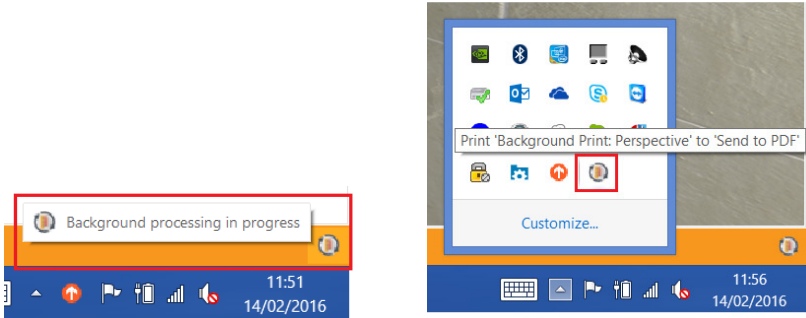 Background processing in progress
11:51
14/02/2016
Print 'Background Print: Perspective' to 'Send to PDF'
Customize...
11:56
14/02/2016